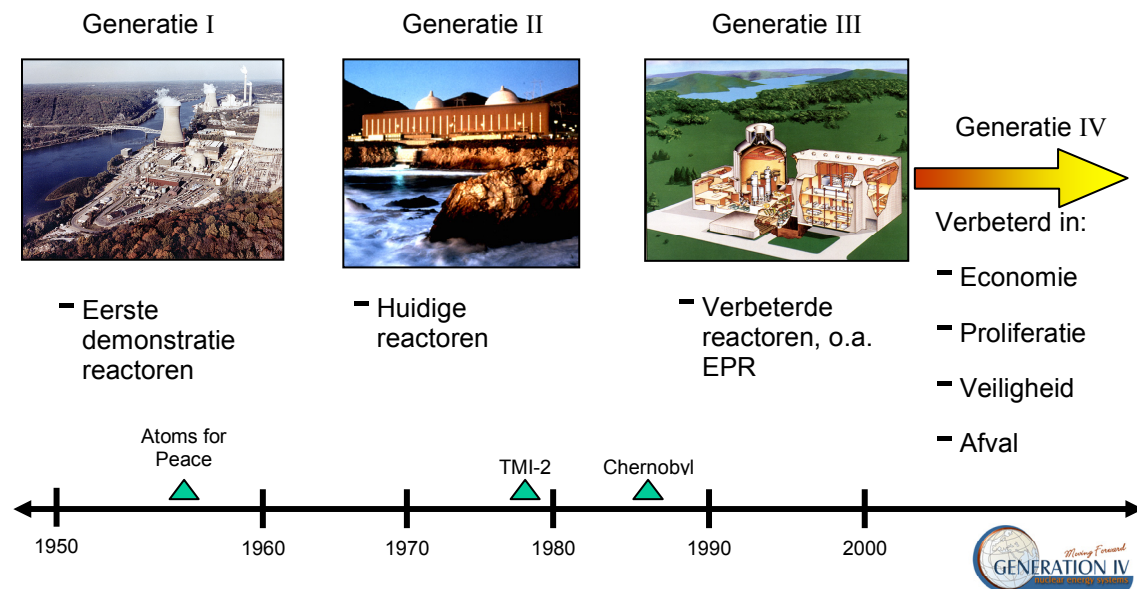 Generatie I
Generatie II
Generatie III
Generatie IV
Verbeterd in:
- Economie
- Proliferatie
- Veiligheid
- Afval
- Eerste
demonstratie
reactoren
- Huidige
reactoren
- Verbeterde
reactoren, o.a.
EPR
Atoms for
Peace
TMI-2
Chernobyl
1950
1960
1970
1980
1990
2000
Moving Forward
GENERATION IV
nuclear energy systems